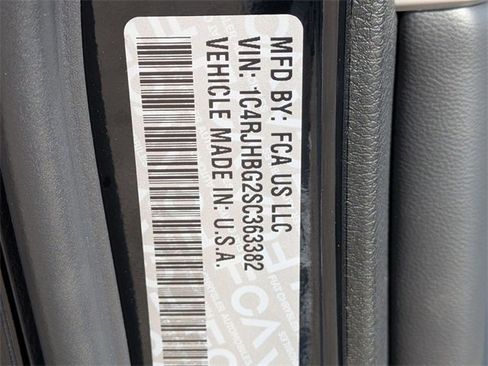 MFD BY: FCA US LLC
VIN: 1C4RJHBG2SC363382
VEHICLE MADE IN: U.S.A.